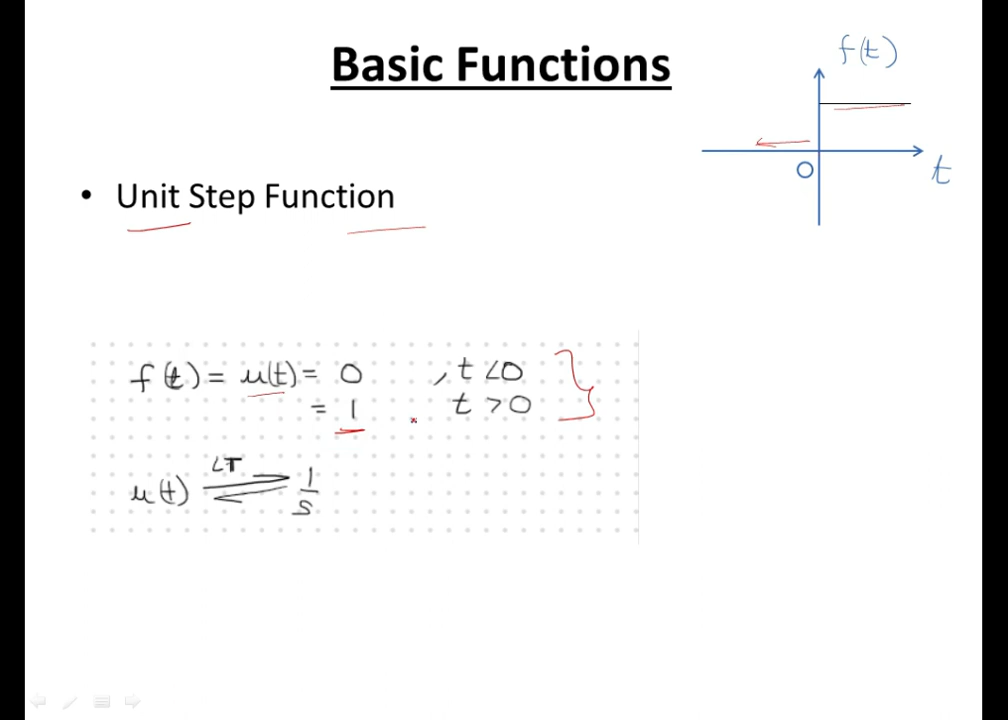 Basic Functions
f(t)
0
t
• Unit Step Function
f(t) = u(t) = 0 , t <0
= 1 t >0
u(t) LT ⇌ 1/s